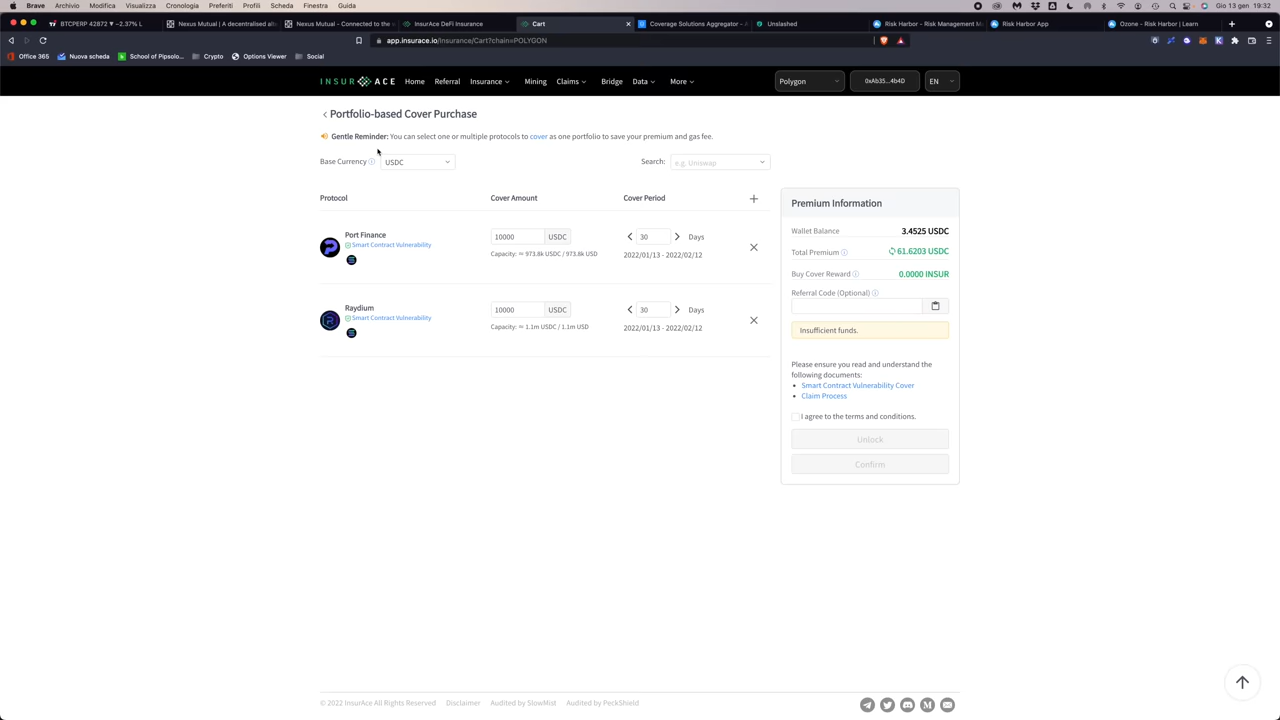 Brave Archivio Modifica Visualizza Cronologia Preferiti Profili Scheda Finestra Aiuto
Gio 13 gen 19:32
BTCPERP 42872 ▼ −2.37% L
Nexus Mutual | A decentralised al
Nexus Mutual - Connected to the
InsurAce DeFi Insurance
Cart
Coverage Solutions Aggregator - A
Unslashed
Risk Harbor - Risk Management M
Risk Harbor App
Ozone - Risk Harbor | Learn
app.insurace.io/Insurance/Cart?chain=POLYGON
Office 365 Nuova scheda School of Pipsolo... Crypto Options Viewer Social
INSUR ACE Home Referral Insurance Mining Claims Bridge Data More Polygon 0xAb35...4b4D EN
Portfolio-based Cover Purchase
Gentle Reminder: You can select one or multiple protocols to cover as one portfolio to save your premium and gas fee.
Base Currency USDC Search: e.g. Uniswap
Protocol Cover Amount Cover Period
Port Finance
Smart Contract Vulnerability
10000 USDC
Capacity: ≈ 973.8k USDC / 973.8k USD
30 Days
2022/01/13 - 2022/02/12
Raydium
Smart Contract Vulnerability
10000 USDC
Capacity: ≈ 1.1m USDC / 1.1m USD
30 Days
2022/01/13 - 2022/02/12
Premium Information
Wallet Balance 3.4525 USDC
Total Premium 61.6203 USDC
Buy Cover Reward 0.0000 INSUR
Referral Code (Optional)
Insufficient funds.
Please ensure you read and understand the
following documents:
• Smart Contract Vulnerability Cover
• Claim Process
I agree to the terms and conditions.
Unlock
Confirm
© 2022 InsurAce All Rights Reserved Disclaimer Audited by SlowMist Audited by PeckShield